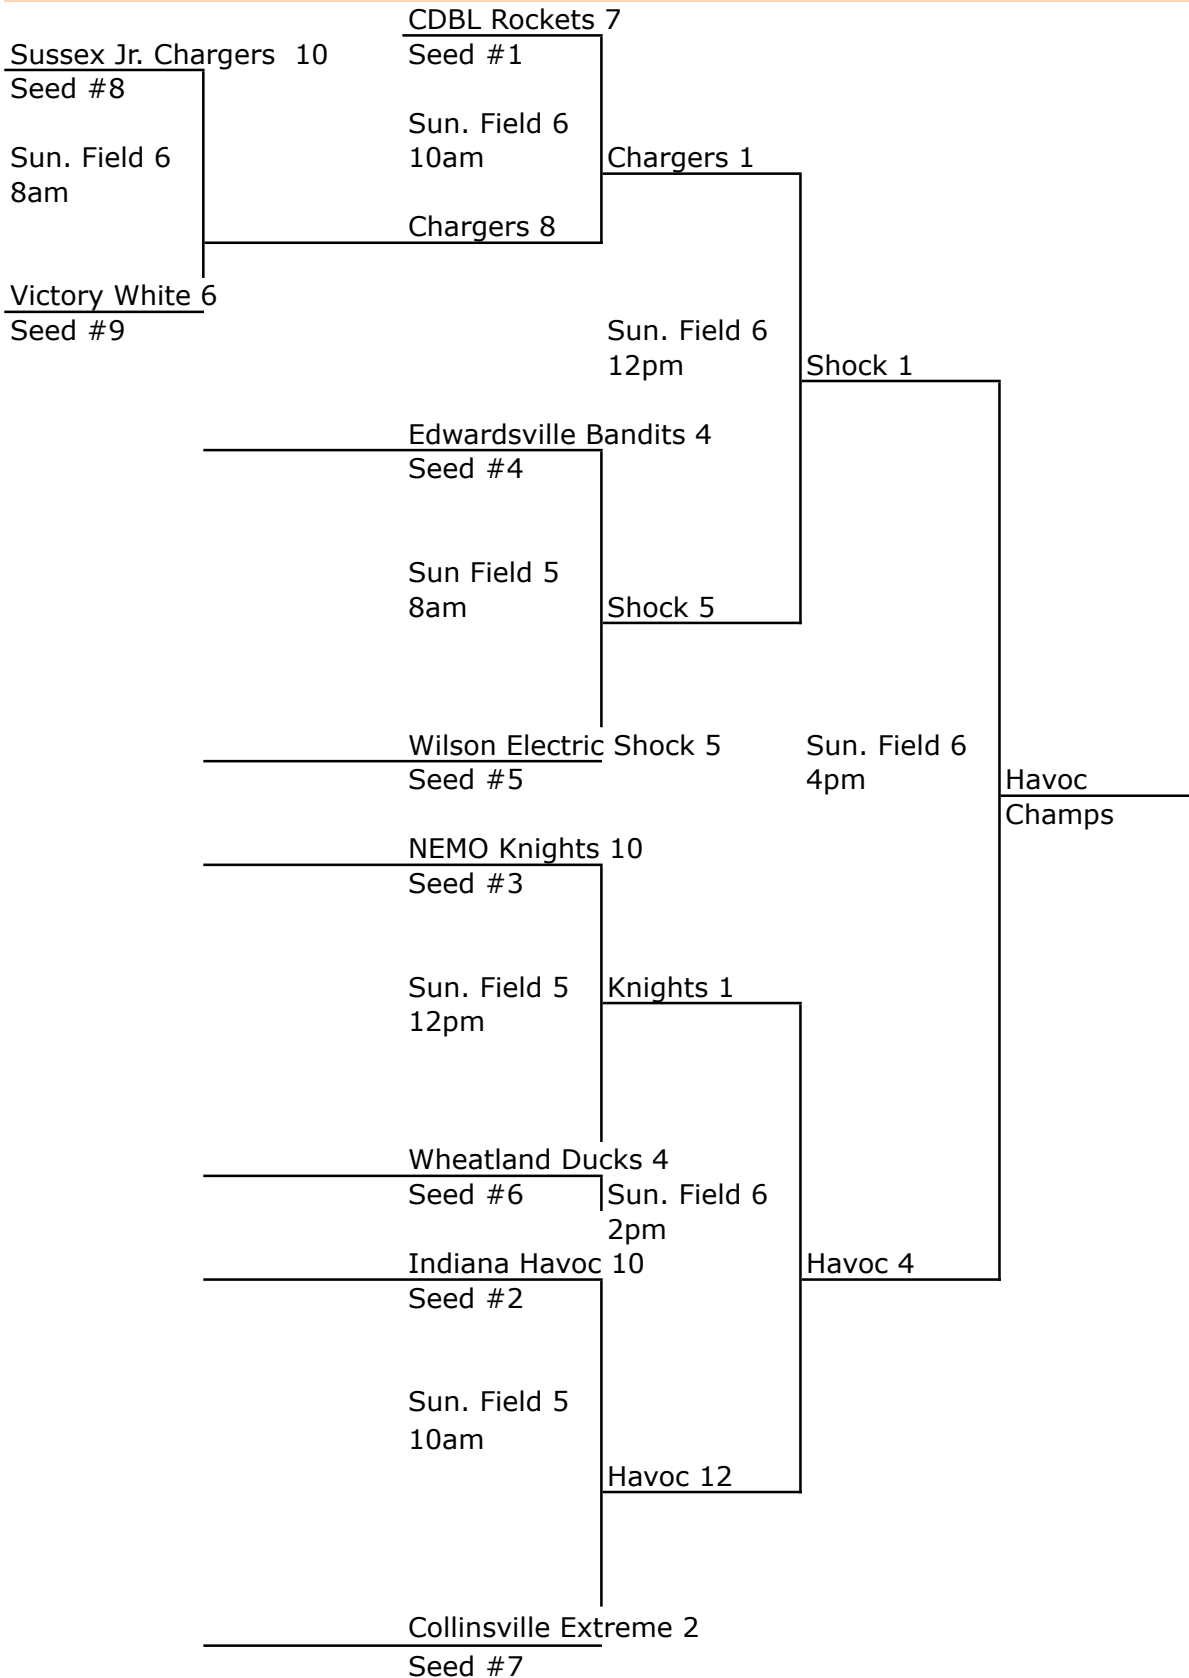 CDBL Rockets 7
Sussex Jr. Chargers  10
Seed #1
Seed #8
Sun. Field 6
10am
Sun. Field 6
8am
Chargers 1
Chargers 8
Victory White 6
Seed #9
Sun. Field 6
12pm
Shock 1
Edwardsville Bandits 4
Seed #4
Sun Field 5
8am
Shock 5
Wilson Electric Shock 5
Seed #5
Sun. Field 6
4pm
Havoc
Champs
NEMO Knights 10
Seed #3
Sun. Field 5
12pm
Knights 1
Wheatland Ducks 4
Seed #6
Sun. Field 6
2pm
Indiana Havoc 10
Seed #2
Havoc 4
Sun. Field 5
10am
Havoc 12
Collinsville Extreme 2
Seed #7